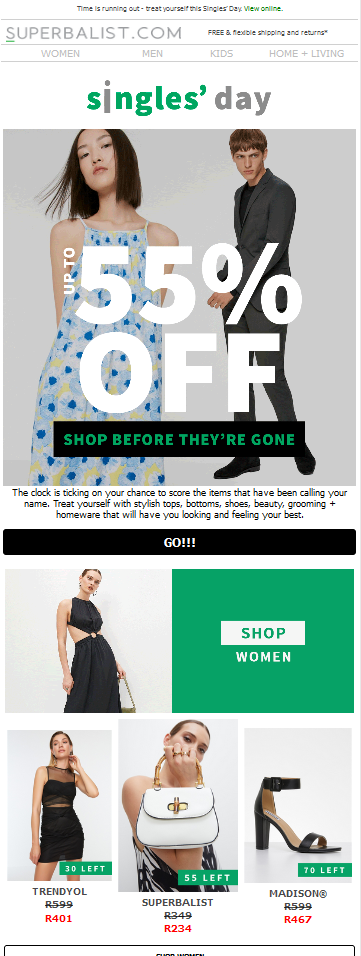 Time is running out - treat yourself this Singles' Day. View online.
SUPERBALIST.COM
FREE & flexible shipping and returns*
WOMEN MEN KIDS HOME + LIVING
singles' day
UP TO
55%
OFF
SHOP BEFORE THEY'RE GONE
The clock is ticking on your chance to score the items that have been calling your
name. Treat yourself with stylish tops, bottoms, shoes, beauty, grooming +
homeware that will have you looking and feeling your best.
GO!!!
SHOP
WOMEN
30 LEFT
55 LEFT
70 LEFT
TRENDYOL
R599
R401
SUPERBALIST
R349
R234
MADISON®
R599
R467
SHOP WOMEN